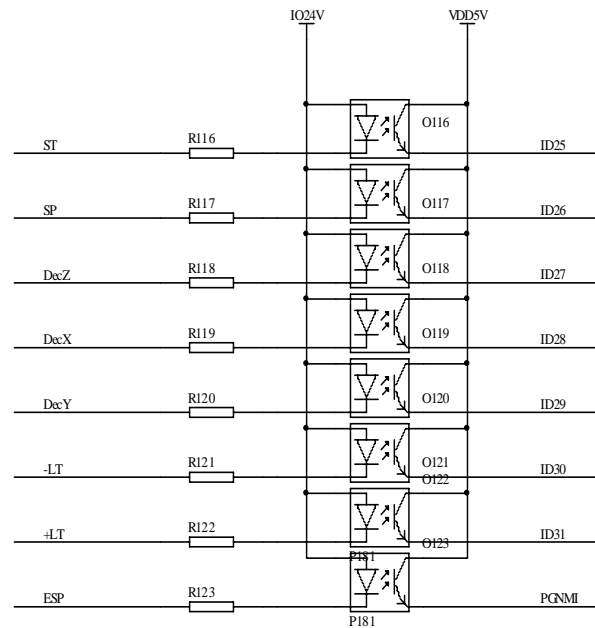 IO24V VDD5V
O116
ST R116 ID25
O117
SP R117 ID26
O118
DecZ R118 ID27
O119
DecX R119 ID28
O120
DecY R120 ID29
O121
-LT R121 O122 ID30
O123
+LT R122 ID31
P181
ESP R123 PGNMI
P181